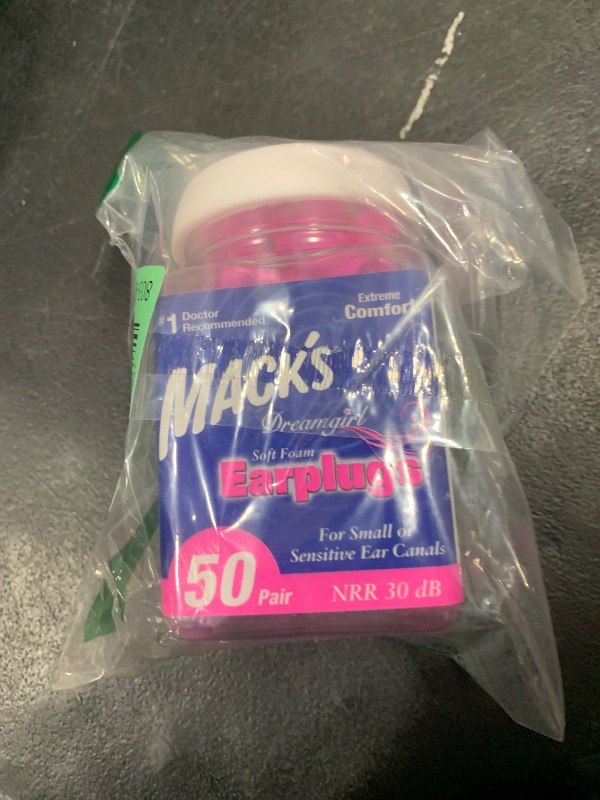 #1 Doctor
Recommended
Extreme
Comfort
MACK'S
Dreamgirl
Soft Foam
Earplugs
For Small or
Sensitive Ear Canals
50 Pair
NRR 30 dB